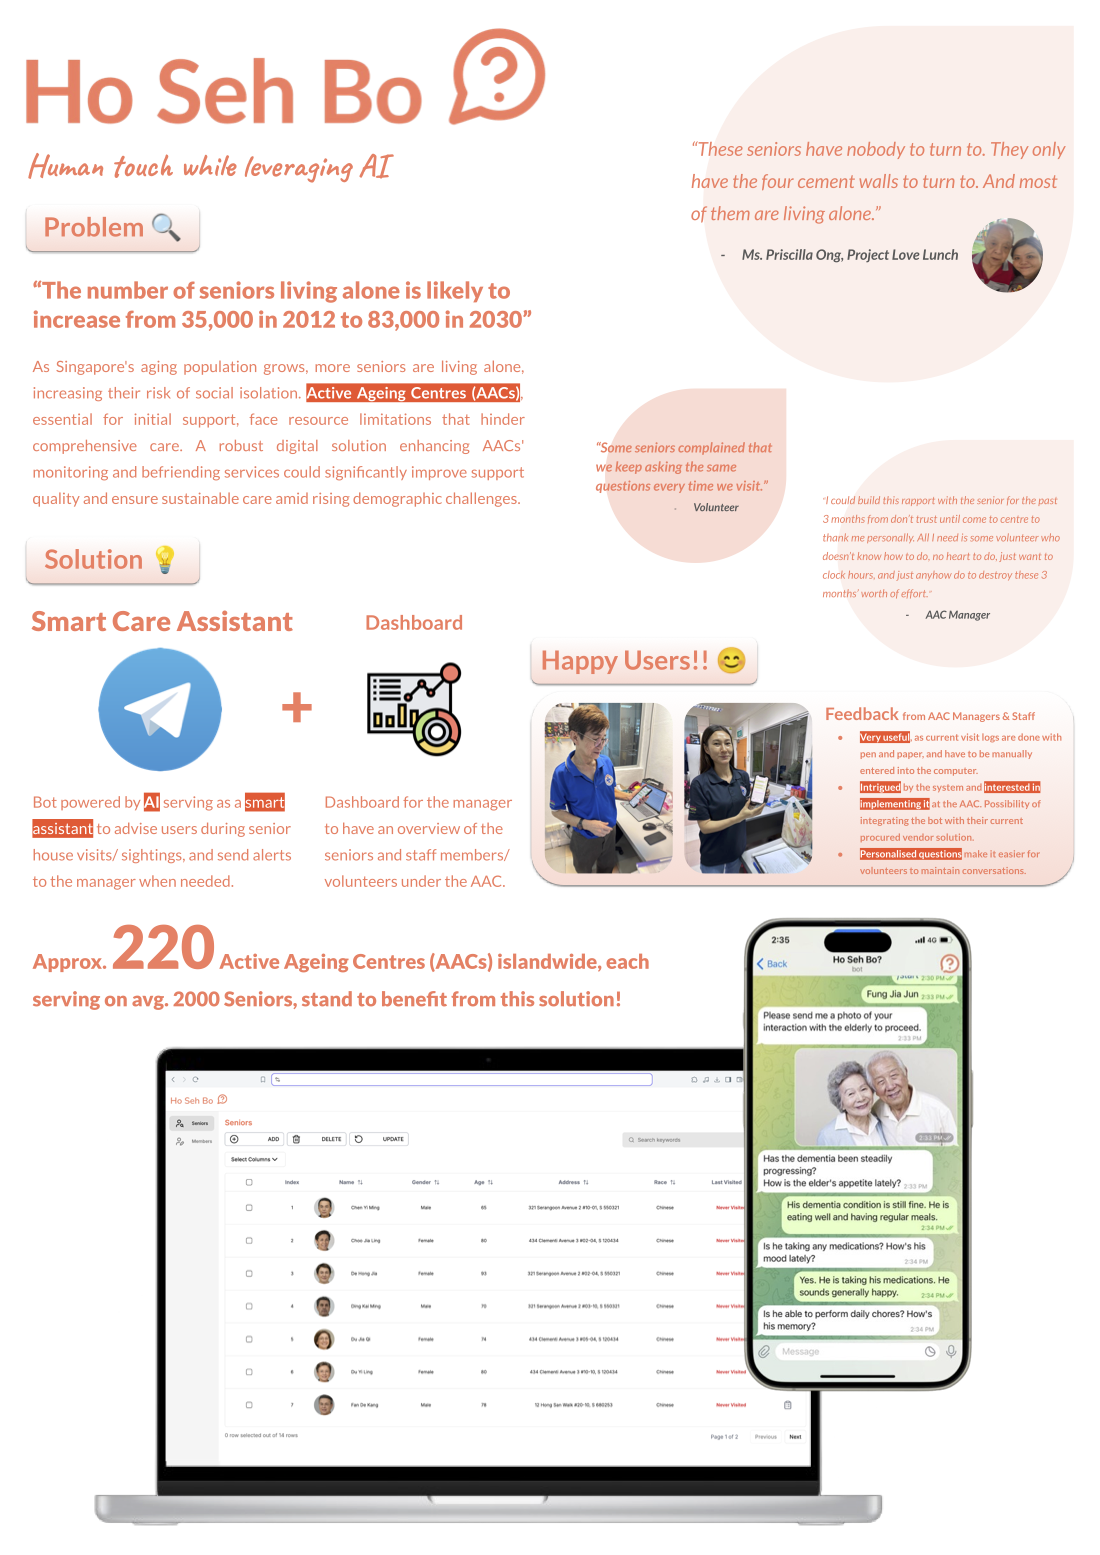 Ho Seh Bo
Human touch while leveraging AI
Problem
“The number of seniors living alone is likely to
increase from 35,000 in 2012 to 83,000 in 2030”
As Singapore's aging population grows, more seniors are living alone,
increasing their risk of social isolation. Active Ageing Centres (AACs),
essential for initial support, face resource limitations that hinder
comprehensive care. A robust digital solution enhancing AACs'
monitoring and befriending services could significantly improve support
quality and ensure sustainable care amid rising demographic challenges.
“These seniors have nobody to turn to. They only
have the four cement walls to turn to. And most
of them are living alone.”
- Ms. Priscilla Ong, Project Love Lunch
“Some seniors complained that
we keep asking the same
questions every time we visit.”
- Volunteer
“I could build this rapport with the senior for the past
3 months from don’t trust until come to centre to
thank me personally. All I need is some volunteer who
doesn’t know how to do, no heart to do, just want to
clock hours, and just anyhow do to destroy these 3
months’ worth of effort.”
- AAC Manager
Solution
Smart Care Assistant
Dashboard
+
Bot powered by AI serving as a smart
assistant to advise users during senior
house visits/ sightings, and send alerts
to the manager when needed.
Dashboard for the manager
to have an overview of the
seniors and staff members/
volunteers under the AAC.
Happy Users!!
Feedback from AAC Managers & Staff
● Very useful, as current visit logs are done with
pen and paper, and have to be manually
entered into the computer.
● Intrigued by the system and interested in
implementing it at the AAC. Possibility of
integrating the bot with their current
procured vendor solution.
● Personalised questions make it easier for
volunteers to maintain conversations.
Approx. 220 Active Ageing Centres (AACs) islandwide, each
serving on avg. 2000 Seniors, stand to benefit from this solution!
Ho Seh Bo
Seniors
Members
Seniors
ADD DELETE UPDATE
Search keywords
Select Columns
Index Name Gender Age Address Race Last Visited
1 Chen Yi Ming Male 65 321 Serangoon Avenue 2 #10-01, S 550321 Chinese Never Visited
2 Choo Jia Ling Female 80 434 Clementi Avenue 3 #02-04, S 120434 Chinese Never Visited
3 De Hong Jia Female 93 321 Serangoon Avenue 2 #02-04, S 550321 Chinese Never Visited
4 Ding Kai Ming Male 70 321 Serangoon Avenue 2 #03-10, S 550321 Chinese Never Visited
5 Du Jia Qi Female 74 434 Clementi Avenue 3 #05-04, S 120434 Chinese Never Visited
6 Du Yi Ling Female 80 434 Clementi Avenue 3 #10-10, S 120434 Chinese Never Visited
7 Fan De Kang Male 78 12 Hong San Walk #20-10, S 680253 Chinese Never Visited
0 row selected out of 14 rows
Page 1 of 2 Previous Next
2:35 4G
Back Ho Seh Bo?
bot
/start 2:30 PM
Fung Jia Jun 2:33 PM
Please send me a photo of your
interaction with the elderly to proceed.
2:33 PM
2:33 PM
Has the dementia been steadily
progressing?
How is the elder's appetite lately? 2:33 PM
His dementia condition is still fine. He is
eating well and having regular meals.
2:34 PM
Is he taking any medications? How's his
mood lately? 2:34 PM
Yes. He is taking his medications. He
sounds generally happy. 2:34 PM
Is he able to perform daily chores? How's
his memory? 2:34 PM
Message